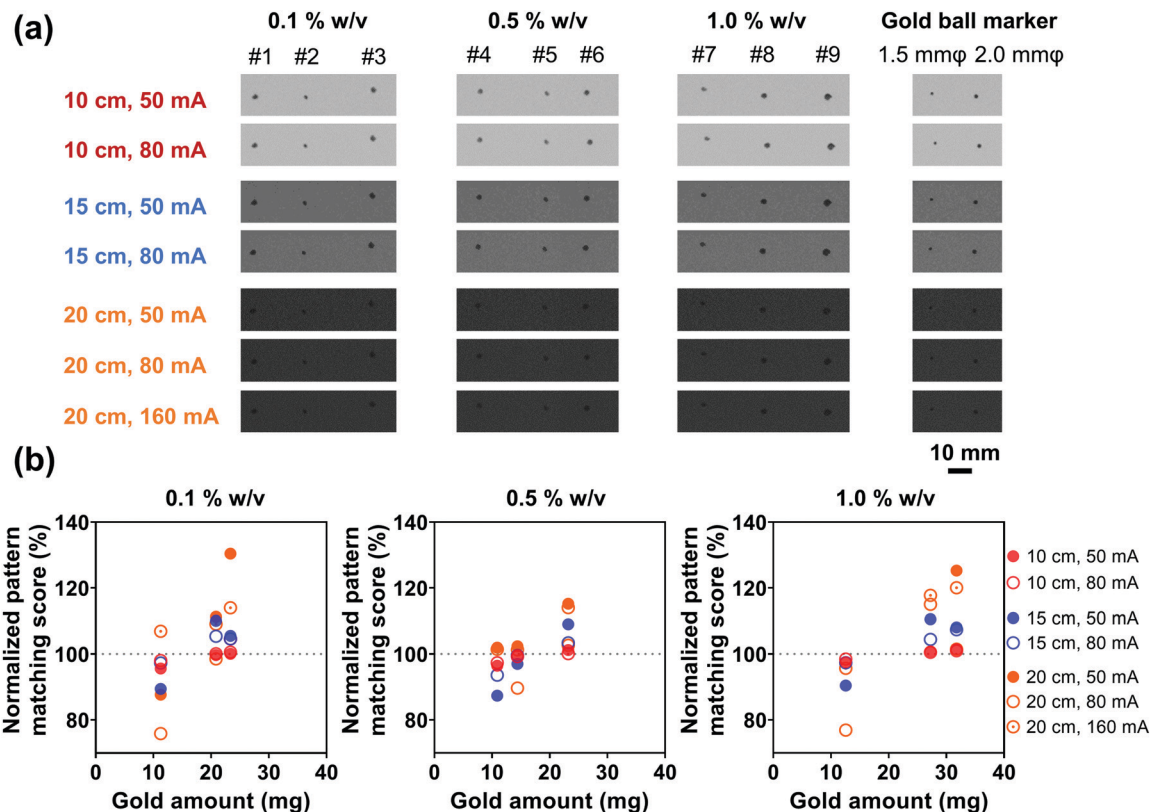 (a)
0.1 % w/v 0.5 % w/v 1.0 % w/v Gold ball marker
#1 #2 #3 #4 #5 #6 #7 #8 #9 1.5 mmφ 2.0 mmφ
10 cm, 50 mA
10 cm, 80 mA
15 cm, 50 mA
15 cm, 80 mA
20 cm, 50 mA
20 cm, 80 mA
20 cm, 160 mA
10 mm
(b)
0.1 % w/v
Normalized pattern
matching score (%)
140
120
100
80
0 10 20 30 40
Gold amount (mg)
0.5 % w/v
Normalized pattern
matching score (%)
140
120
100
80
0 10 20 30 40
Gold amount (mg)
1.0 % w/v
Normalized pattern
matching score (%)
140
120
100
80
0 10 20 30 40
Gold amount (mg)
10 cm, 50 mA
10 cm, 80 mA
15 cm, 50 mA
15 cm, 80 mA
20 cm, 50 mA
20 cm, 80 mA
20 cm, 160 mA